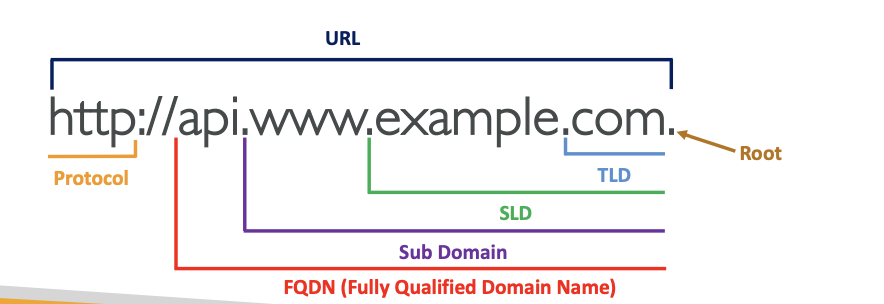 URL
http://api.www.example.com.
Root
Protocol
TLD
SLD
Sub Domain
FQDN (Fully Qualified Domain Name)